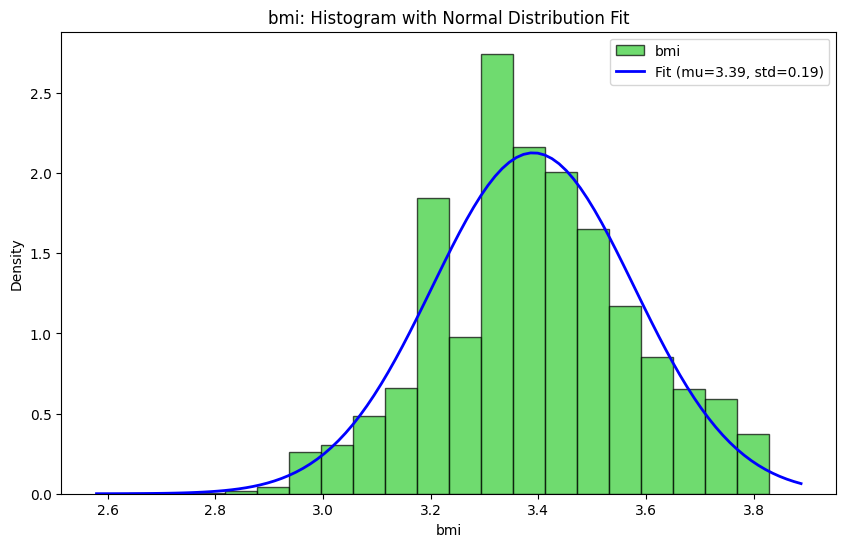 bmi: Histogram with Normal Distribution Fit
bmi
Fit (mu=3.39, std=0.19)
Density
2.5
2.0
1.5
1.0
0.5
0.0
2.6 2.8 3.0 3.2 3.4 3.6 3.8
bmi